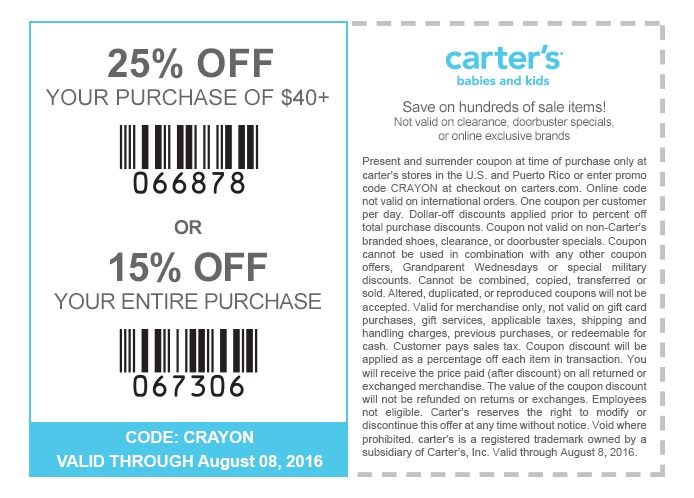 25% OFF
YOUR PURCHASE OF $40+
066878
OR
15% OFF
YOUR ENTIRE PURCHASE
067306
CODE: CRAYON
VALID THROUGH August 08, 2016
carter's
babies and kids
Save on hundreds of sale items!
Not valid on clearance, doorbuster specials,
or online exclusive brands
Present and surrender coupon at time of purchase only at
carter's stores in the U.S. and Puerto Rico or enter promo
code CRAYON at checkout on carters.com. Online code
not valid on international orders. One coupon per customer
per day. Dollar-off discounts applied prior to percent off
total purchase discounts. Coupon not valid on non-Carter's
branded shoes, clearance, or doorbuster specials. Coupon
cannot be used in combination with any other coupon
offers, Grandparent Wednesdays or special military
discounts. Cannot be combined, copied, transferred or
sold. Altered, duplicated, or reproduced coupons will not be
accepted. Valid for merchandise only, not valid on gift card
purchases, gift services, applicable taxes, shipping and
handling charges, previous purchases, or redeemable for
cash. Customer pays sales tax. Coupon discount will be
applied as a percentage off each item in transaction. You
will receive the price paid (after discount) on all returned or
exchanged merchandise. The value of the coupon discount
will not be refunded on returns or exchanges. Employees
not eligible. Carter's reserves the right to modify or
discontinue this offer at any time without notice. Void where
prohibited. carter's is a registered trademark owned by a
subsidiary of Carter's, Inc. Valid through August 8, 2016.